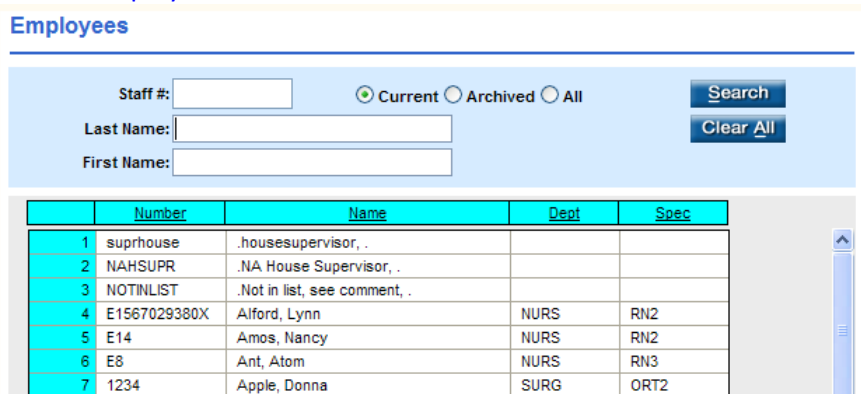 Employees
Staff #: Current Archived All Search
Last Name: Clear All
First Name:
Number Name Dept Spec
1 suprhouse .housesupervisor, .
2 NAHSUPR .NA House Supervisor, .
3 NOTINLIST .Not in list, see comment, .
4 E1567029380X Alford, Lynn NURS RN2
5 E14 Amos, Nancy NURS RN2
6 E8 Ant, Atom NURS RN3
7 1234 Apple, Donna SURG ORT2